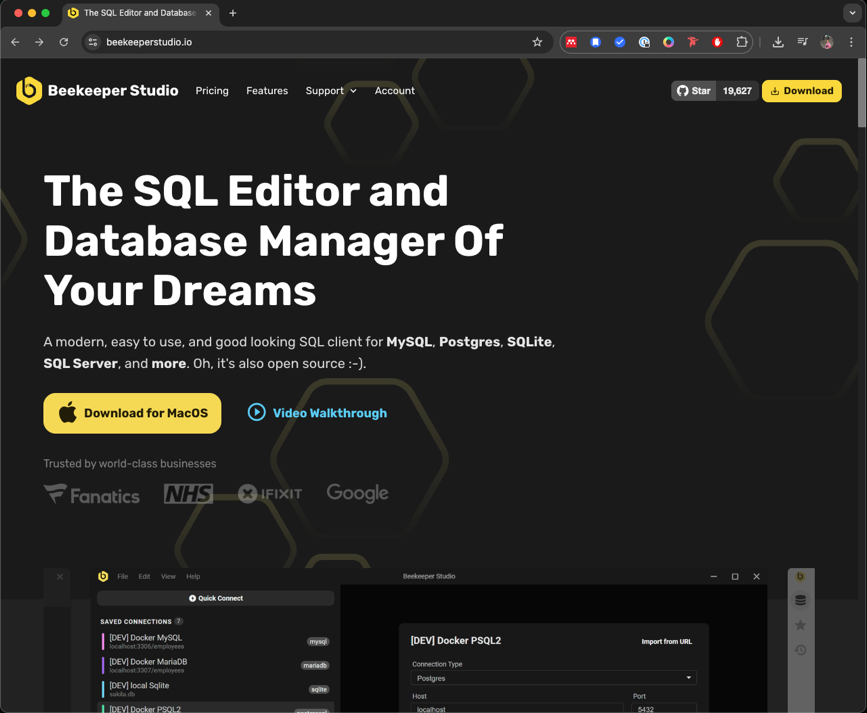 The SQL Editor and Database
beekeeperstudio.io
Beekeeper Studio
Pricing
Features
Support
Account
Star
19,627
Download
The SQL Editor and
Database Manager Of
Your Dreams
A modern, easy to use, and good looking SQL client for MySQL, Postgres, SQLite,
SQL Server, and more. Oh, it's also open source :-).
Download for MacOS
Video Walkthrough
Trusted by world-class businesses
Fanatics
NHS
IFIXIT
Google
File
Edit
View
Help
Beekeeper Studio
Quick Connect
SAVED CONNECTIONS 7
[DEV] Docker MySQL
localhost:3306/employees
mysql
[DEV] Docker MariaDB
localhost:3307/employees
mariadb
[DEV] local Sqlite
sakila.db
sqlite
[DEV] Docker PSQL2
[DEV] Docker PSQL2
Import from URL
Connection Type
Postgres
Host
Port
localhost
5432